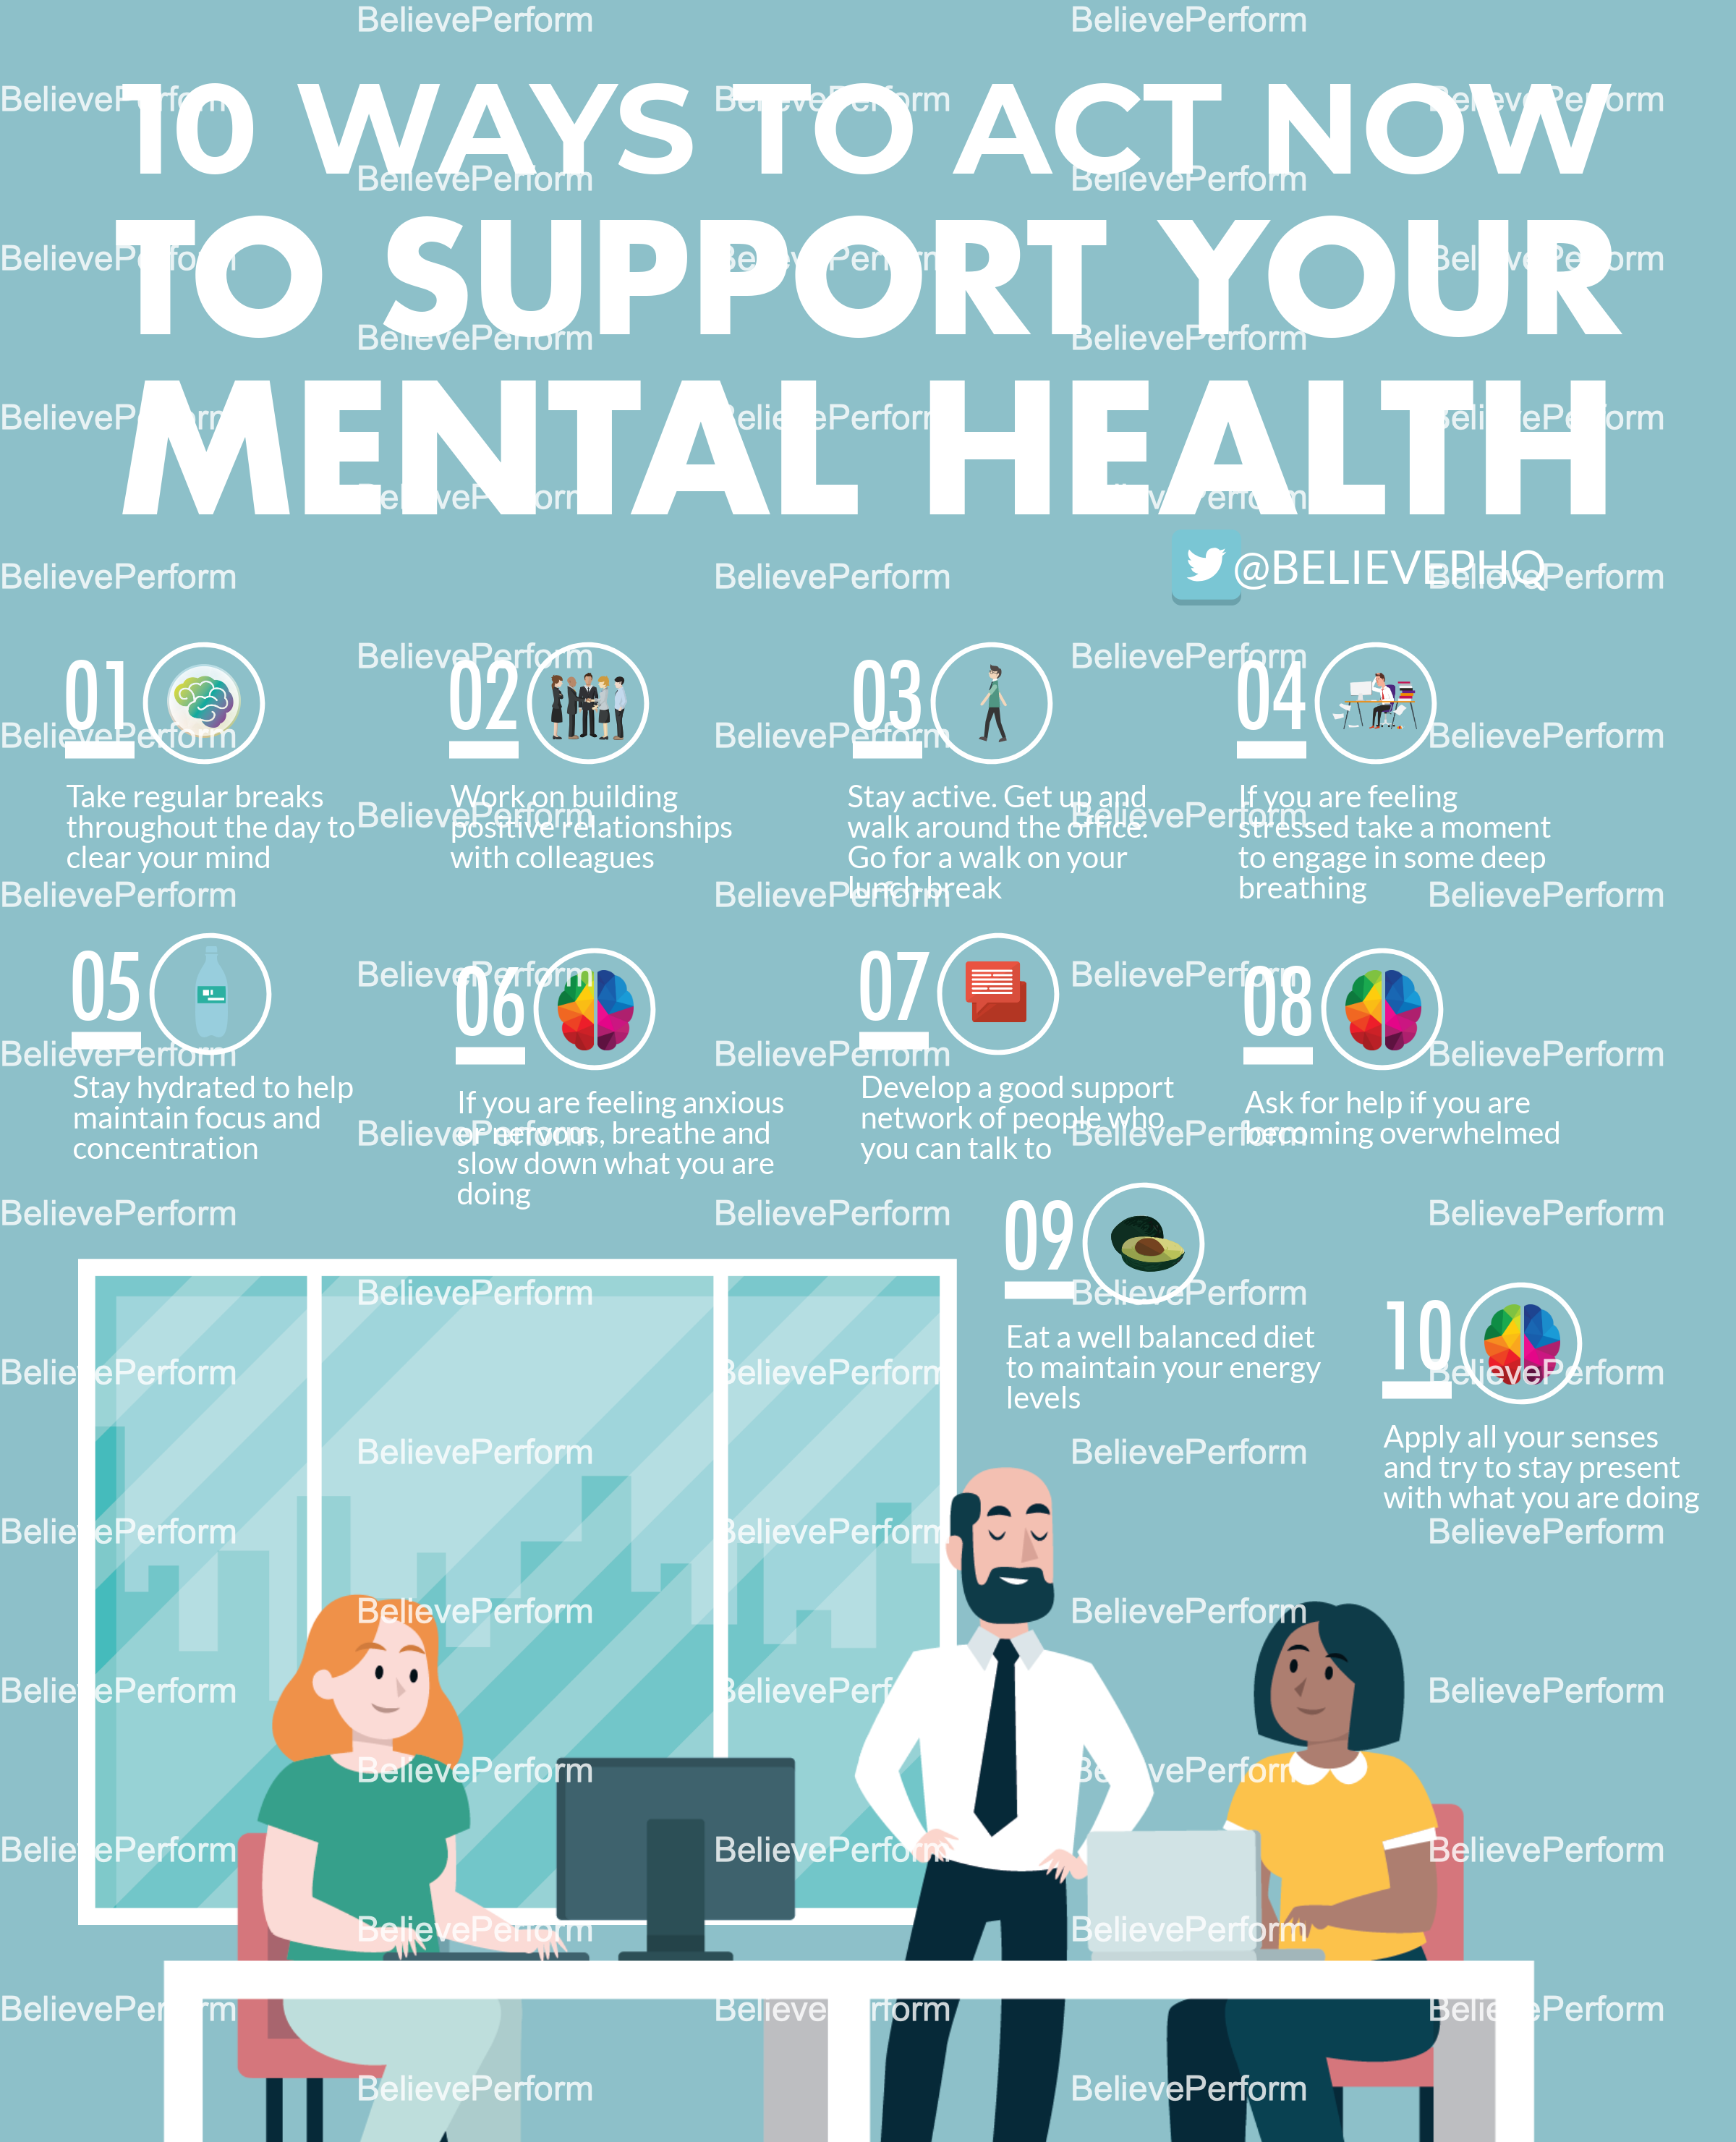 10 WAYS TO ACT NOW
TO SUPPORT YOUR
MENTAL HEALTH
@BELIEVEPHQ
01
Take regular breaks
throughout the day to
clear your mind
02
Work on building
positive relationships
with colleagues
03
Stay active. Get up and
walk around the office.
Go for a walk on your
lunch break
04
If you are feeling
stressed take a moment
to engage in some deep
breathing
05
Stay hydrated to help
maintain focus and
concentration
06
If you are feeling anxious
or nervous, breathe and
slow down what you are
doing
07
Develop a good support
network of people who
you can talk to
08
Ask for help if you are
becoming overwhelmed
09
Eat a well balanced diet
to maintain your energy
levels
10
Apply all your senses
and try to stay present
with what you are doing
BelievePerform